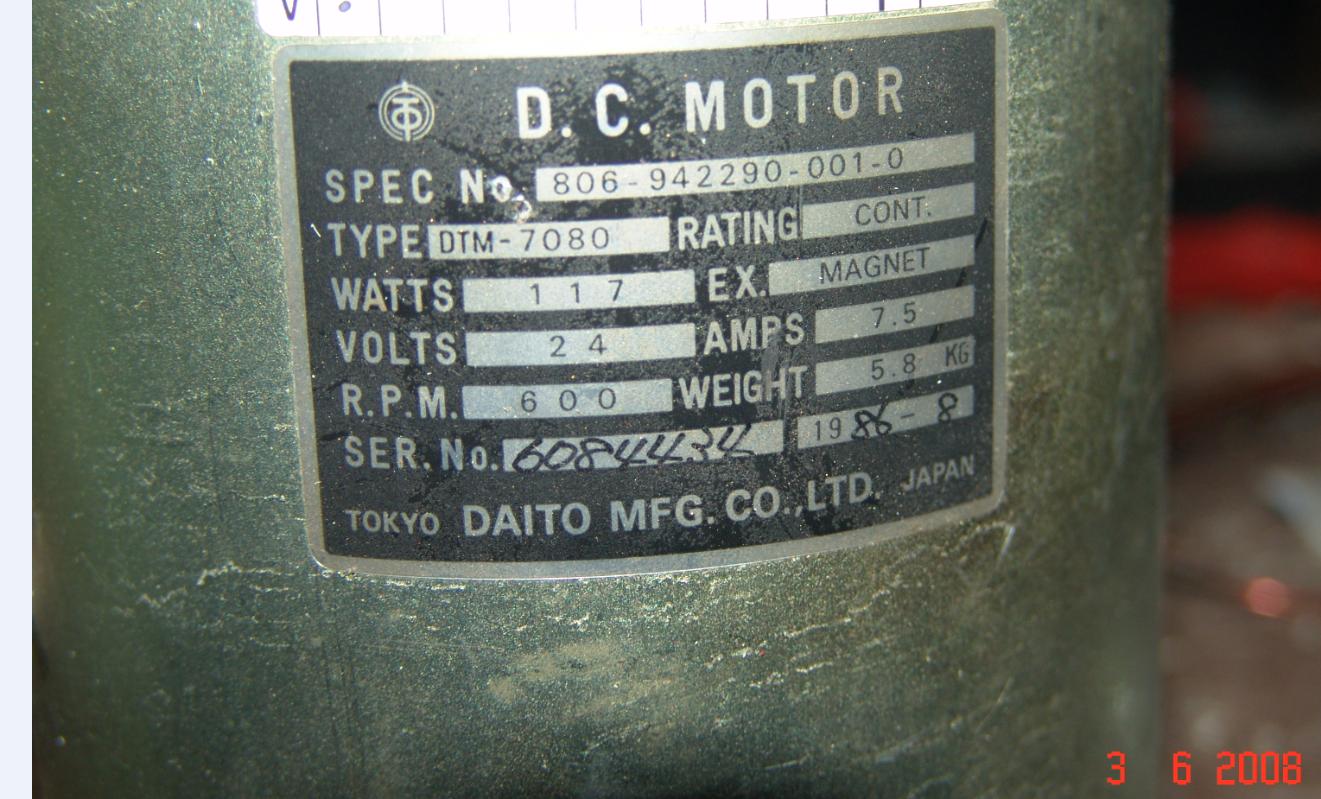 V
D.C. MOTOR
SPEC No. 806-942290-001-0
TYPE DTM-7080 RATING CONT.
WATTS 117 EX. MAGNET
VOLTS 24 AMPS 7.5
R.P.M. 600 WEIGHT 5.8 KG
SER.No. 6084434 1986-8
TOKYO DAITO MFG. CO.,LTD. JAPAN
3 6 2008